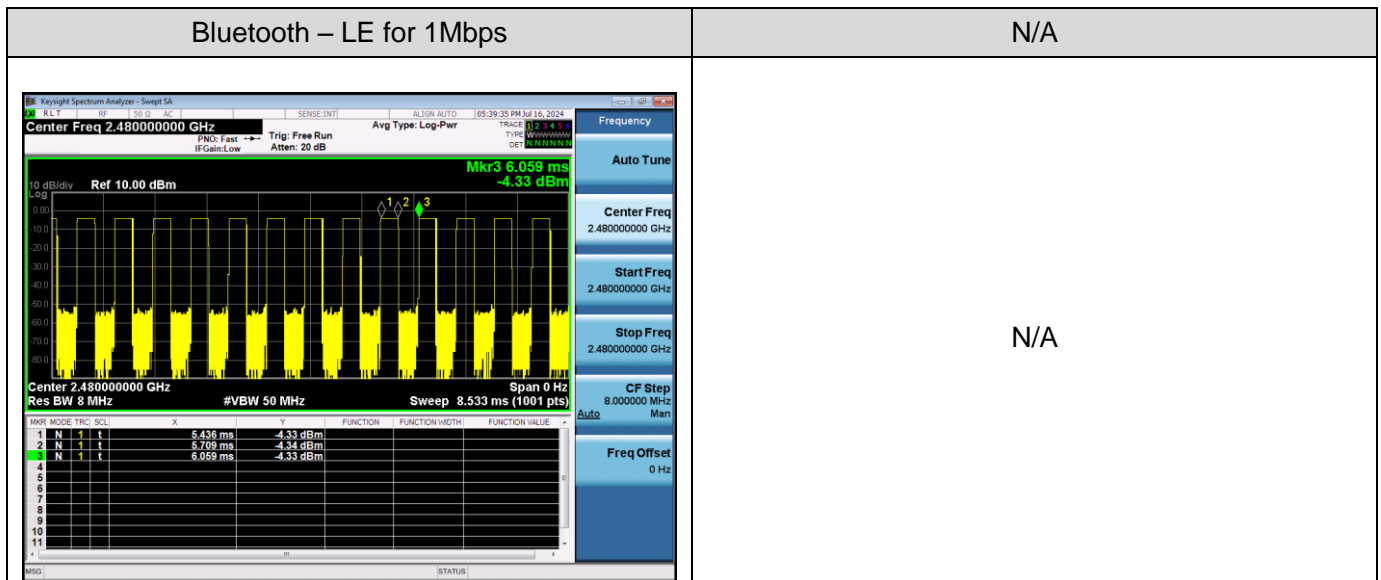 Bluetooth – LE for 1Mbps
N/A
Keysight Spectrum Analyzer - Swept SA
RLT RF 50 Ω AC SENSE:INT ALIGN AUTO 05:39:35 PM Jul 16, 2024
Center Freq 2.480000000 GHz
PNO: Fast
IFGain:Low
Trig: Free Run
Atten: 20 dB
Avg Type: Log-Pwr
TRACE 1 2 3 4 5 6
TYPE WWWWWW
DET N N N N N N
Mkr3 6.059 ms
-4.33 dBm
10 dB/div Ref 10.00 dBm
Log
0.00
-10.0
-20.0
-30.0
-40.0
-50.0
-60.0
-70.0
-80.0
1 2 3
Center 2.480000000 GHz Span 0 Hz
Res BW 8 MHz #VBW 50 MHz Sweep 8.533 ms (1001 pts)
MKR MODE TRC SCL X Y FUNCTION FUNCTION WIDTH FUNCTION VALUE
1 N 1 t 5.436 ms -4.33 dBm
2 N 1 t 5.709 ms -4.34 dBm
3 N 1 t 6.059 ms -4.33 dBm
4
5
6
7
8
9
10
11
MSG STATUS
Frequency
Auto Tune
Center Freq
2.480000000 GHz
Start Freq
2.480000000 GHz
Stop Freq
2.480000000 GHz
CF Step
8.000000 MHz
Auto Man
Freq Offset
0 Hz
N/A